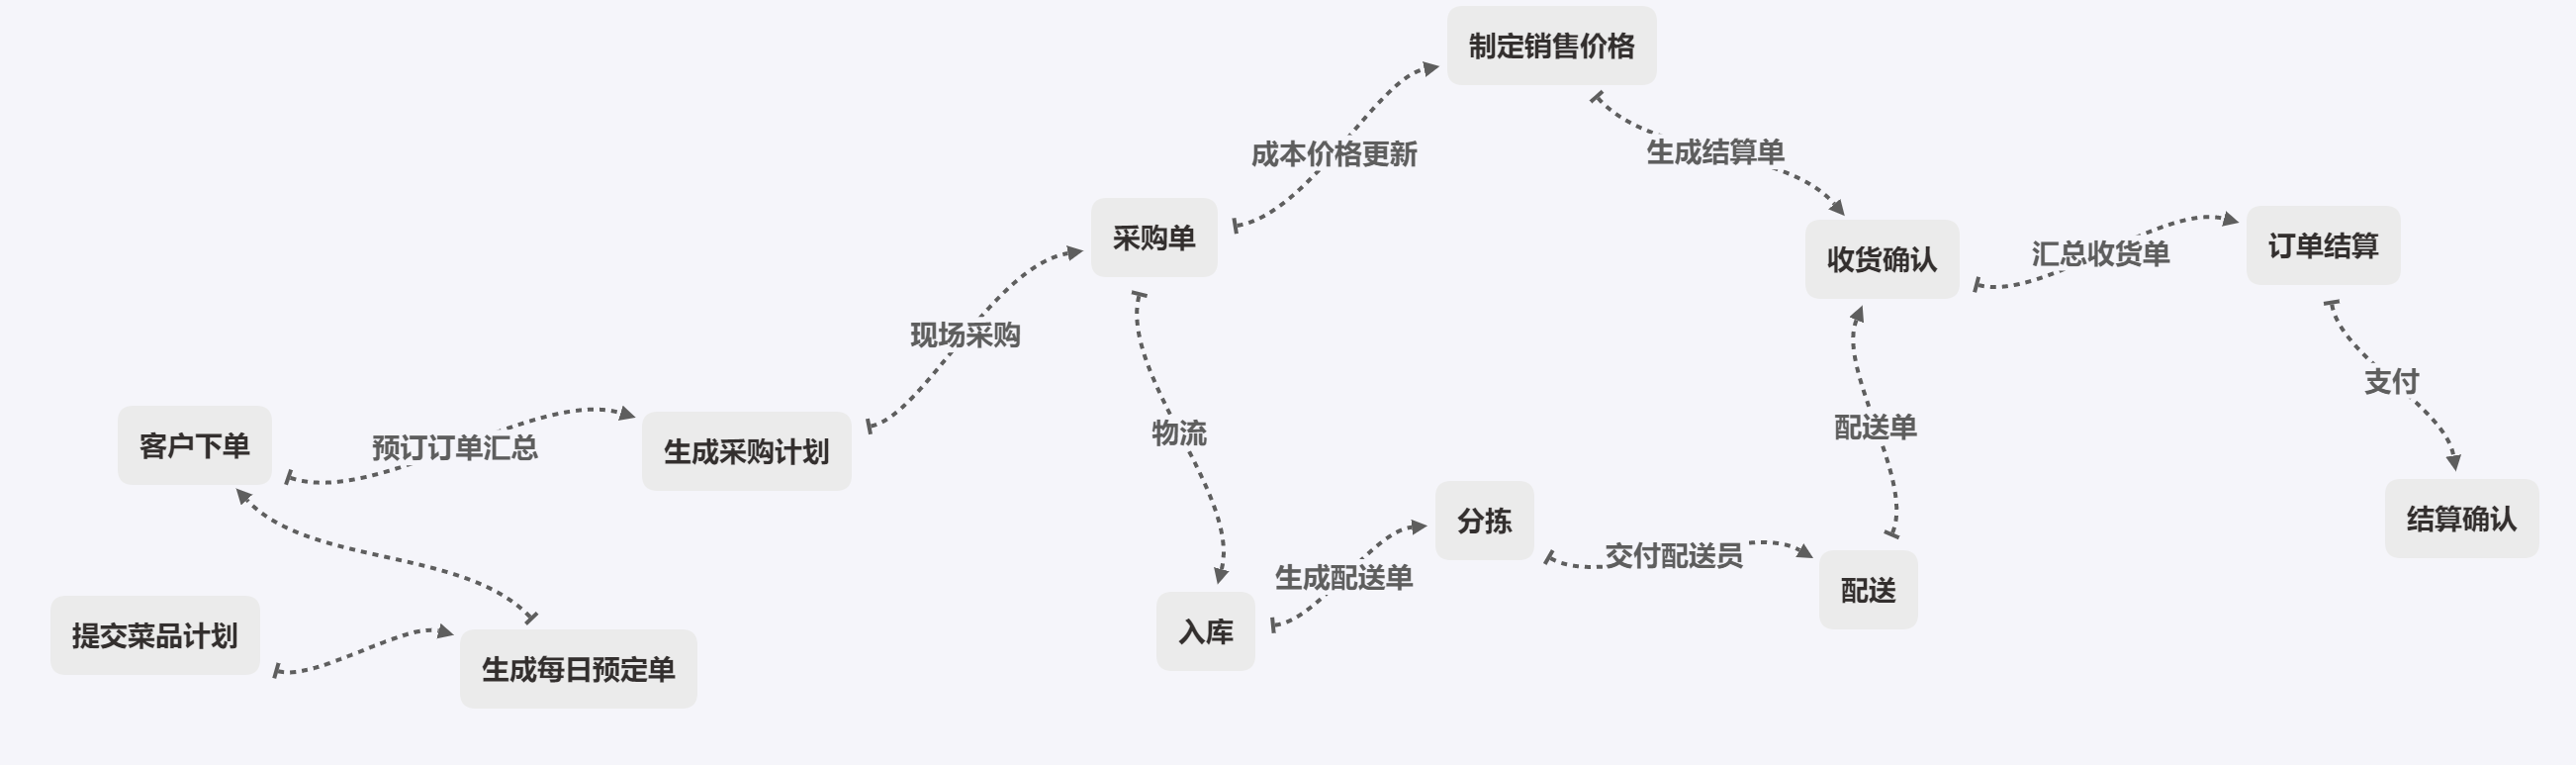 制定销售价格
成本价格更新
生成结算单
采购单
收货确认
汇总收货单
订单结算
现场采购
支付
客户下单
预订订单汇总
生成采购计划
物流
配送单
分拣
结算确认
生成配送单
交付配送员
配送
提交菜品计划
生成每日预定单
入库